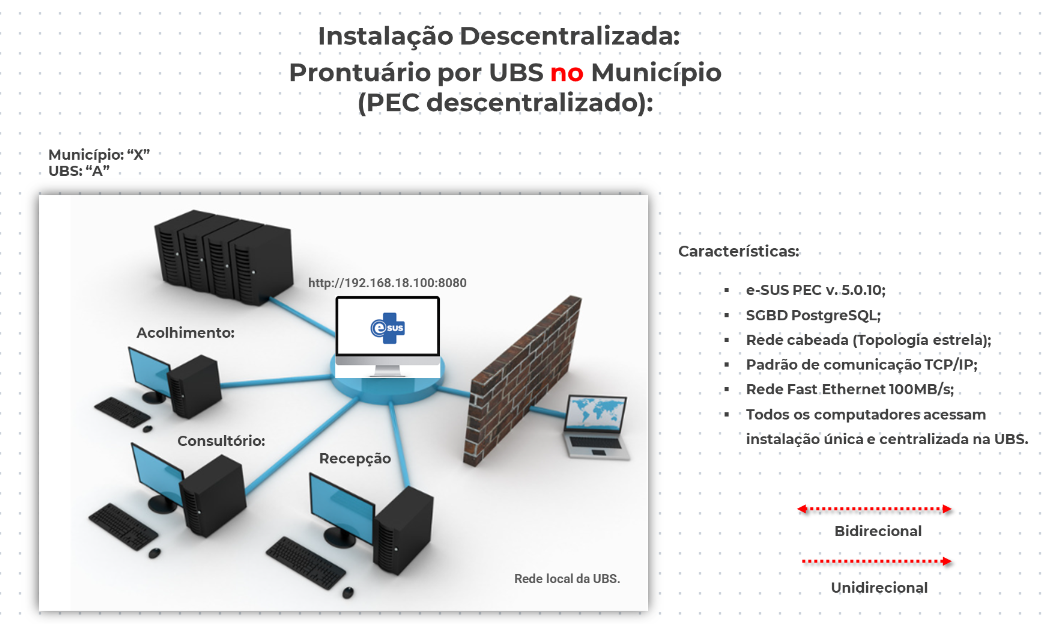 Instalação Descentralizada:
Prontuário por UBS no Município
(PEC descentralizado):
Município: “X”
UBS: “A”
http://192.168.18.100:8080
e sus
Acolhimento:
Consultório:
Recepção
Rede local da UBS.
Características:
▪ e-SUS PEC v. 5.0.10;
▪ SGBD PostgreSQL;
▪ Rede cabeada (Topologia estrela);
▪ Padrão de comunicação TCP/IP;
▪ Rede Fast Ethernet 100MB/s;
▪ Todos os computadores acessam
instalação única e centralizada na UBS.
Bidirecional
Unidirecional